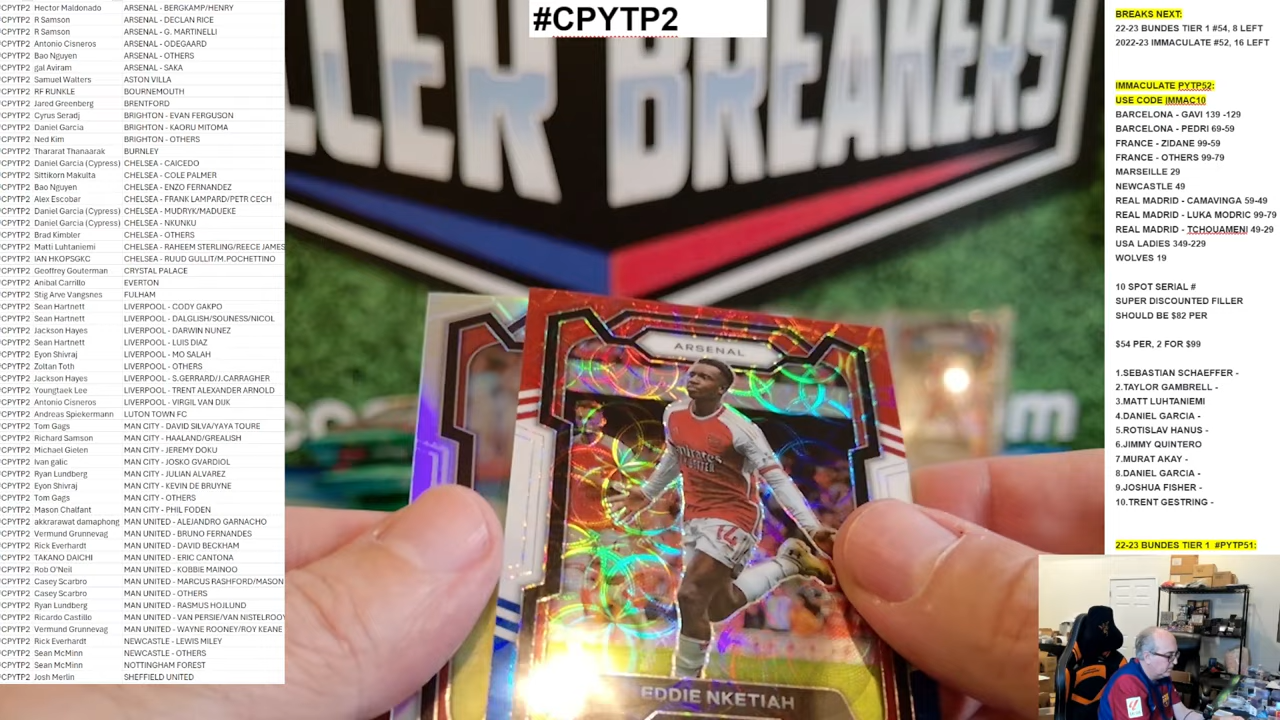 #CPYTP2
CPYTP2 Hector Maldonado ARSENAL - BERGKAMP/HENRY
CPYTP2 R Samson ARSENAL - DECLAN RICE
CPYTP2 R Samson ARSENAL - G. MARTINELLI
CPYTP2 Antonio Cisneros ARSENAL - ODEGAARD
CPYTP2 Bao Nguyen ARSENAL - OTHERS
CPYTP2 gal Aviram ARSENAL - SAKA
CPYTP2 Samuel Walters ASTON VILLA
CPYTP2 RF RUNKLE BOURNEMOUTH
CPYTP2 Jared Greenberg BRENTFORD
CPYTP2 Cyrus Seradj BRIGHTON - EVAN FERGUSON
CPYTP2 Daniel Garcia BRIGHTON - KAORU MITOMA
CPYTP2 Ned Kim BRIGHTON - OTHERS
CPYTP2 Thararat Thanaarak BURNLEY
CPYTP2 Daniel Garcia (Cypress) CHELSEA - CAICEDO
CPYTP2 Sittikorn Makulta CHELSEA - COLE PALMER
CPYTP2 Bao Nguyen CHELSEA - ENZO FERNANDEZ
CPYTP2 Alex Escobar CHELSEA - FRANK LAMPARD/PETR CECH
CPYTP2 Daniel Garcia (Cypress) CHELSEA - MUDRYK/MADUEKE
CPYTP2 Daniel Garcia (Cypress) CHELSEA - NKUNKU
CPYTP2 Brad Kimbler CHELSEA - OTHERS
CPYTP2 Matti Luhtaniemi CHELSEA - RAHEEM STERLING/REECE JAMES
CPYTP2 IAN HKOPSGKC CHELSEA - RUUD GULLIT/M.POCHETTINO
CPYTP2 Geoffrey Gouterman CRYSTAL PALACE
CPYTP2 Anibal Carrillo EVERTON
CPYTP2 Stig Arve Vangsnes FULHAM
CPYTP2 Sean Hartnett LIVERPOOL - CODY GAKPO
CPYTP2 Sean Hartnett LIVERPOOL - DALGLISH/SOUNESS/NICOL
CPYTP2 Jackson Hayes LIVERPOOL - DARWIN NUNEZ
CPYTP2 Sean Hartnett LIVERPOOL - LUIS DIAZ
CPYTP2 Eyon Shivraj LIVERPOOL - MO SALAH
CPYTP2 Zoltan Toth LIVERPOOL - OTHERS
CPYTP2 Jackson Hayes LIVERPOOL - S.GERRARD/J.CARRAGHER
CPYTP2 Youngtaek Lee LIVERPOOL - TRENT ALEXANDER ARNOLD
CPYTP2 Antonio Cisneros LIVERPOOL - VIRGIL VAN DIJK
CPYTP2 Andreas Spiekermann LUTON TOWN FC
CPYTP2 Tom Gags MAN CITY - DAVID SILVA/YAYA TOURE
CPYTP2 Richard Samson MAN CITY - HAALAND/GREALISH
CPYTP2 Michael Gielen MAN CITY - JEREMY DOKU
CPYTP2 Ivan galic MAN CITY - JOSKO GVARDIOL
CPYTP2 Ryan Lundberg MAN CITY - JULIAN ALVAREZ
CPYTP2 Eyon Shivraj MAN CITY - KEVIN DE BRUYNE
CPYTP2 Tom Gags MAN CITY - OTHERS
CPYTP2 Mason Chalfant MAN CITY - PHIL FODEN
CPYTP2 akkrarawat damaphong MAN UNITED - ALEJANDRO GARNACHO
CPYTP2 Vermund Grunnevag MAN UNITED - BRUNO FERNANDES
CPYTP2 Rick Everhardt MAN UNITED - DAVID BECKHAM
CPYTP2 TAKANO DAICHI MAN UNITED - ERIC CANTONA
CPYTP2 Rob O'Neil MAN UNITED - KOBBIE MAINOO
CPYTP2 Casey Scarbro MAN UNITED - MARCUS RASHFORD/MASON
CPYTP2 Casey Scarbro MAN UNITED - OTHERS
CPYTP2 Ryan Lundberg MAN UNITED - RASMUS HOJLUND
CPYTP2 Ricardo Castillo MAN UNITED - VAN PERSIE/VAN NISTELROOY
CPYTP2 Vermund Grunnevag MAN UNITED - WAYNE ROONEY/ROY KEANE
CPYTP2 Rick Everhardt NEWCASTLE - LEWIS MILEY
CPYTP2 Sean McMinn NEWCASTLE - OTHERS
CPYTP2 Sean McMinn NOTTINGHAM FOREST
CPYTP2 Josh Merlin SHEFFIELD UNITED
BREAKERS
ARSENAL
Emirates
14
EDDIE NKETIAH
BREAKS NEXT:
22-23 BUNDES TIER 1 #54, 8 LEFT
2022-23 IMMACULATE #52, 16 LEFT
IMMACULATE PYTP52:
USE CODE IMMAC10
BARCELONA - GAVI 139 -129
BARCELONA - PEDRI 69-59
FRANCE - ZIDANE 99-59
FRANCE - OTHERS 99-79
MARSEILLE 29
NEWCASTLE 49
REAL MADRID - CAMAVINGA 59-49
REAL MADRID - LUKA MODRIC 99-79
REAL MADRID - TCHOUAMENI 49-29
USA LADIES 349-229
WOLVES 19
10 SPOT SERIAL #
SUPER DISCOUNTED FILLER
SHOULD BE $82 PER
$54 PER, 2 FOR $99
1.SEBASTIAN SCHAEFFER -
2.TAYLOR GAMBRELL -
3.MATT LUHTANIEMI
4.DANIEL GARCIA -
5.ROTISLAV HANUS -
6.JIMMY QUINTERO
7.MURAT AKAY -
8.DANIEL GARCIA -
9.JOSHUA FISHER -
10.TRENT GESTRING -
22-23 BUNDES TIER 1 #PYTP51: